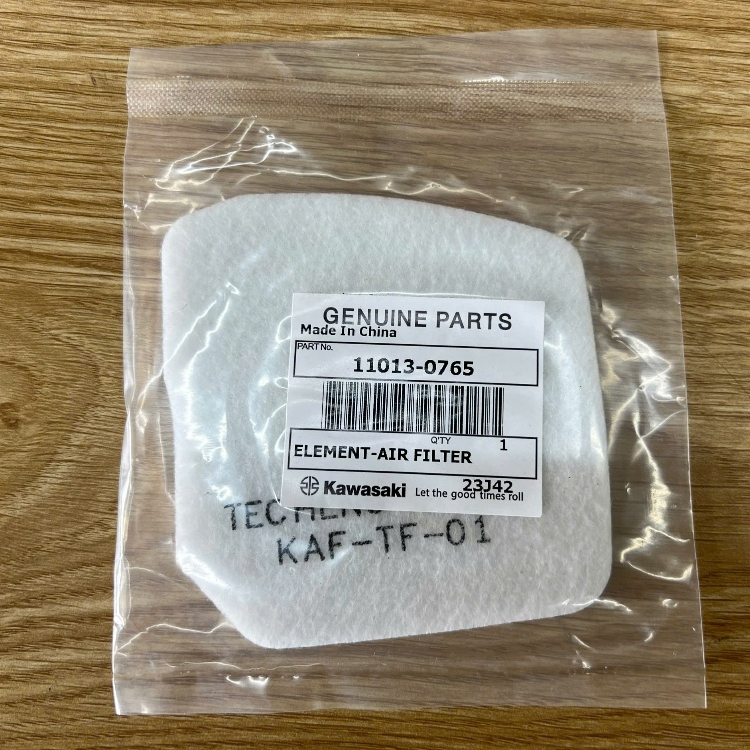 GENUINE PARTS
Made In China
PART No.
11013-0765
Q'TY 1
ELEMENT-AIR FILTER
23J42
Kawasaki Let the good times roll
KAF-TF-01